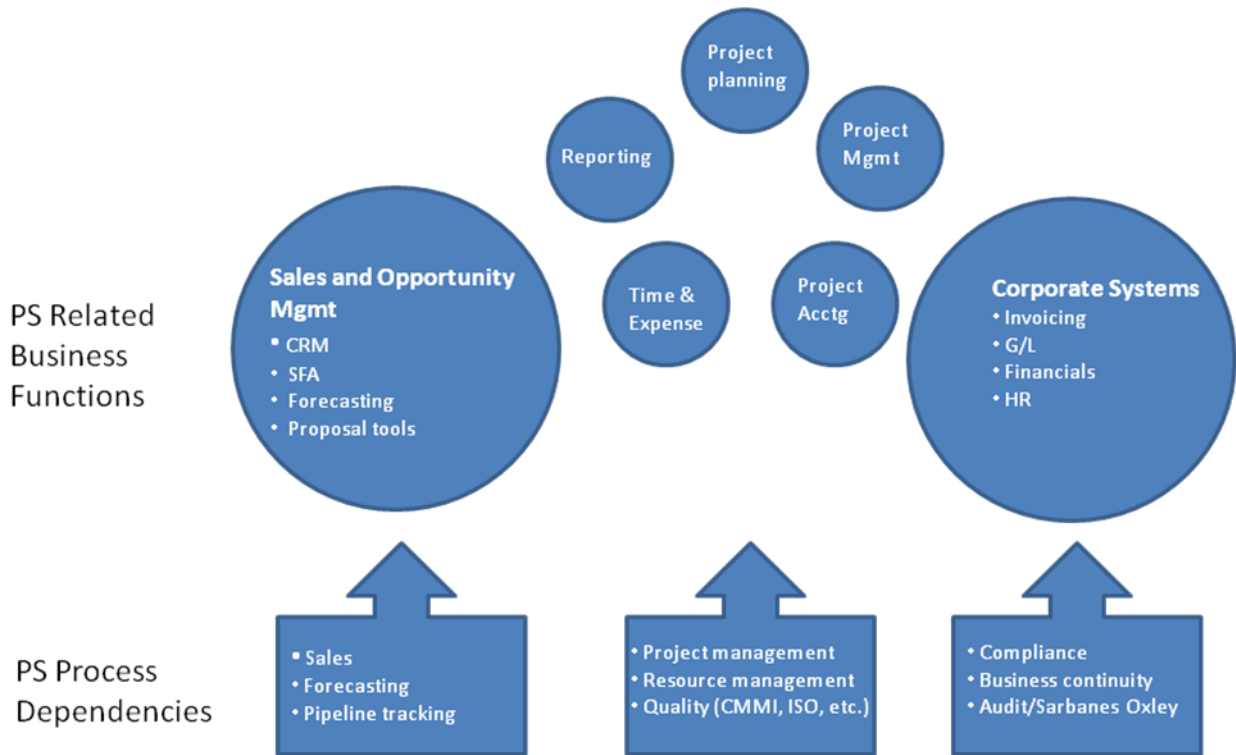 Project
planning
Reporting
Project
Mgmt
Sales and Opportunity
Mgmt
• CRM
• SFA
• Forecasting
• Proposal tools
Time &
Expense
Project
Acctg
Corporate Systems
• Invoicing
• G/L
• Financials
• HR
PS Related
Business
Functions
PS Process
Dependencies
• Sales
• Forecasting
• Pipeline tracking
• Project management
• Resource management
• Quality (CMMI, ISO, etc.)
• Compliance
• Business continuity
• Audit/Sarbanes Oxley